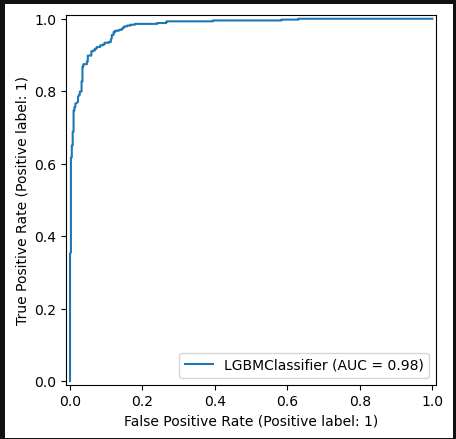 1.0
0.8
0.6
0.4
0.2
0.0
True Positive Rate (Positive label: 1)
LGBMClassifier (AUC = 0.98)
0.0 0.2 0.4 0.6 0.8 1.0
False Positive Rate (Positive label: 1)